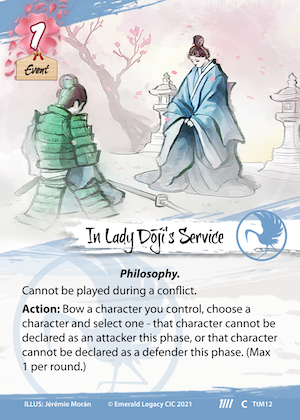 1
Event
In Lady Doji's Service
Philosophy.
Cannot be played during a conflict.
Action: Bow a character you control, choose a
character and select one - that character cannot be
declared as an attacker this phase, or that character
cannot be declared as a defender this phase. (Max
1 per round.)
ILLUS: Jérémie Morán © Emerald Legacy CIC 2021 C TtM12